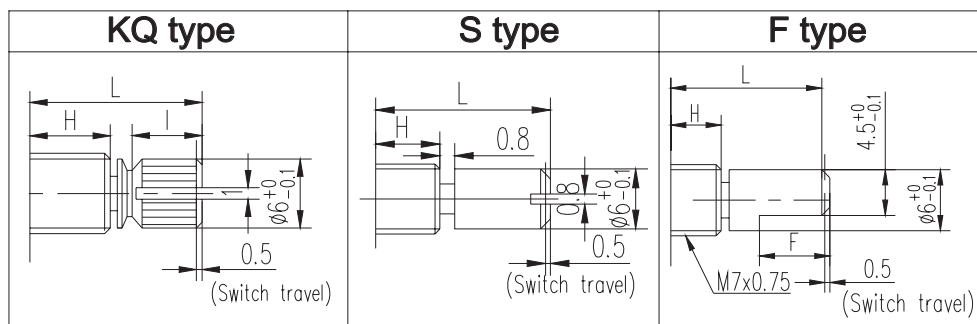 KQ type
S type
F type
L
H
I
1
ø6+0-0.1
0.5
(Switch travel)
L
H
0.8
0.8
ø6+0-0.1
0.5
(Switch travel)
L
H
4.5+0-0.1
ø6+0-0.1
F
M7x0.75
0.5
(Switch travel)